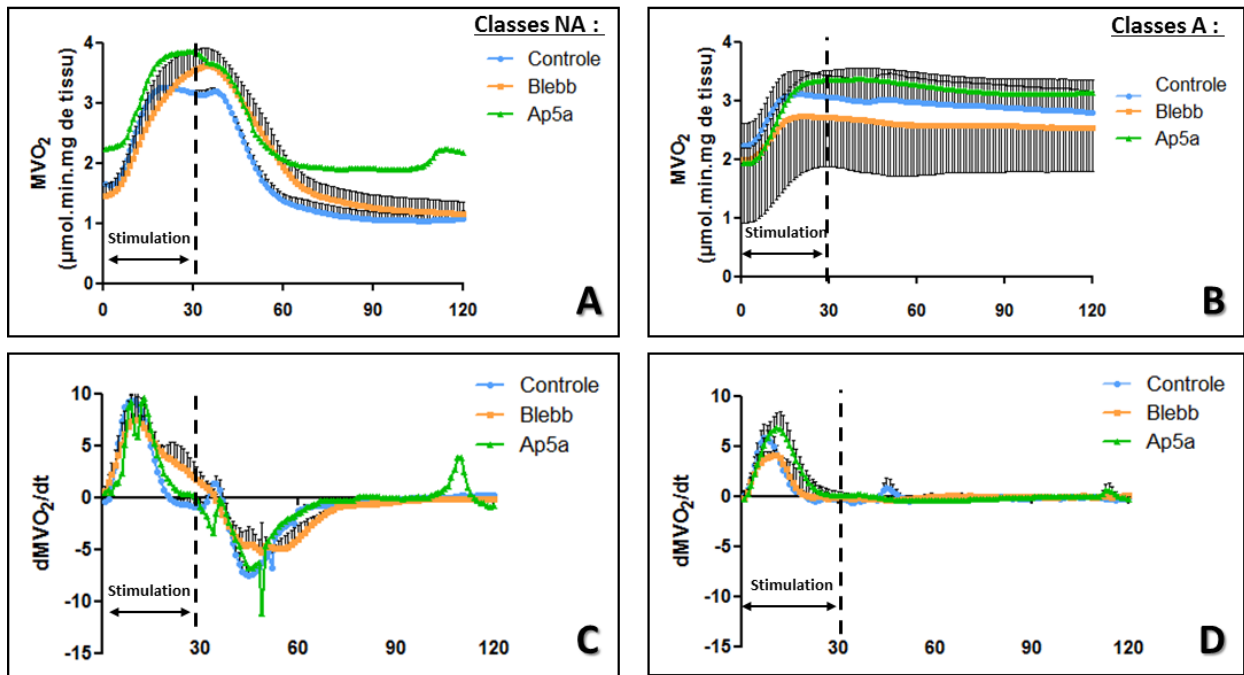 Classes NA :
4
3
2
1
0
MVO₂
(µmol.min.mg de tissu)
Controle
Blebb
Ap5a
Stimulation
0
30
60
90
120
A
Classes A :
4
3
2
1
0
MVO₂
(µmol.min.mg de tissu)
Controle
Blebb
Ap5a
Stimulation
0
30
60
90
120
B
10
5
0
-5
-10
-15
dMVO₂/dt
Controle
Blebb
Ap5a
Stimulation
30
60
90
120
C
10
5
0
-5
-10
-15
dMVO₂/dt
Controle
Blebb
Ap5a
Stimulation
30
60
90
120
D